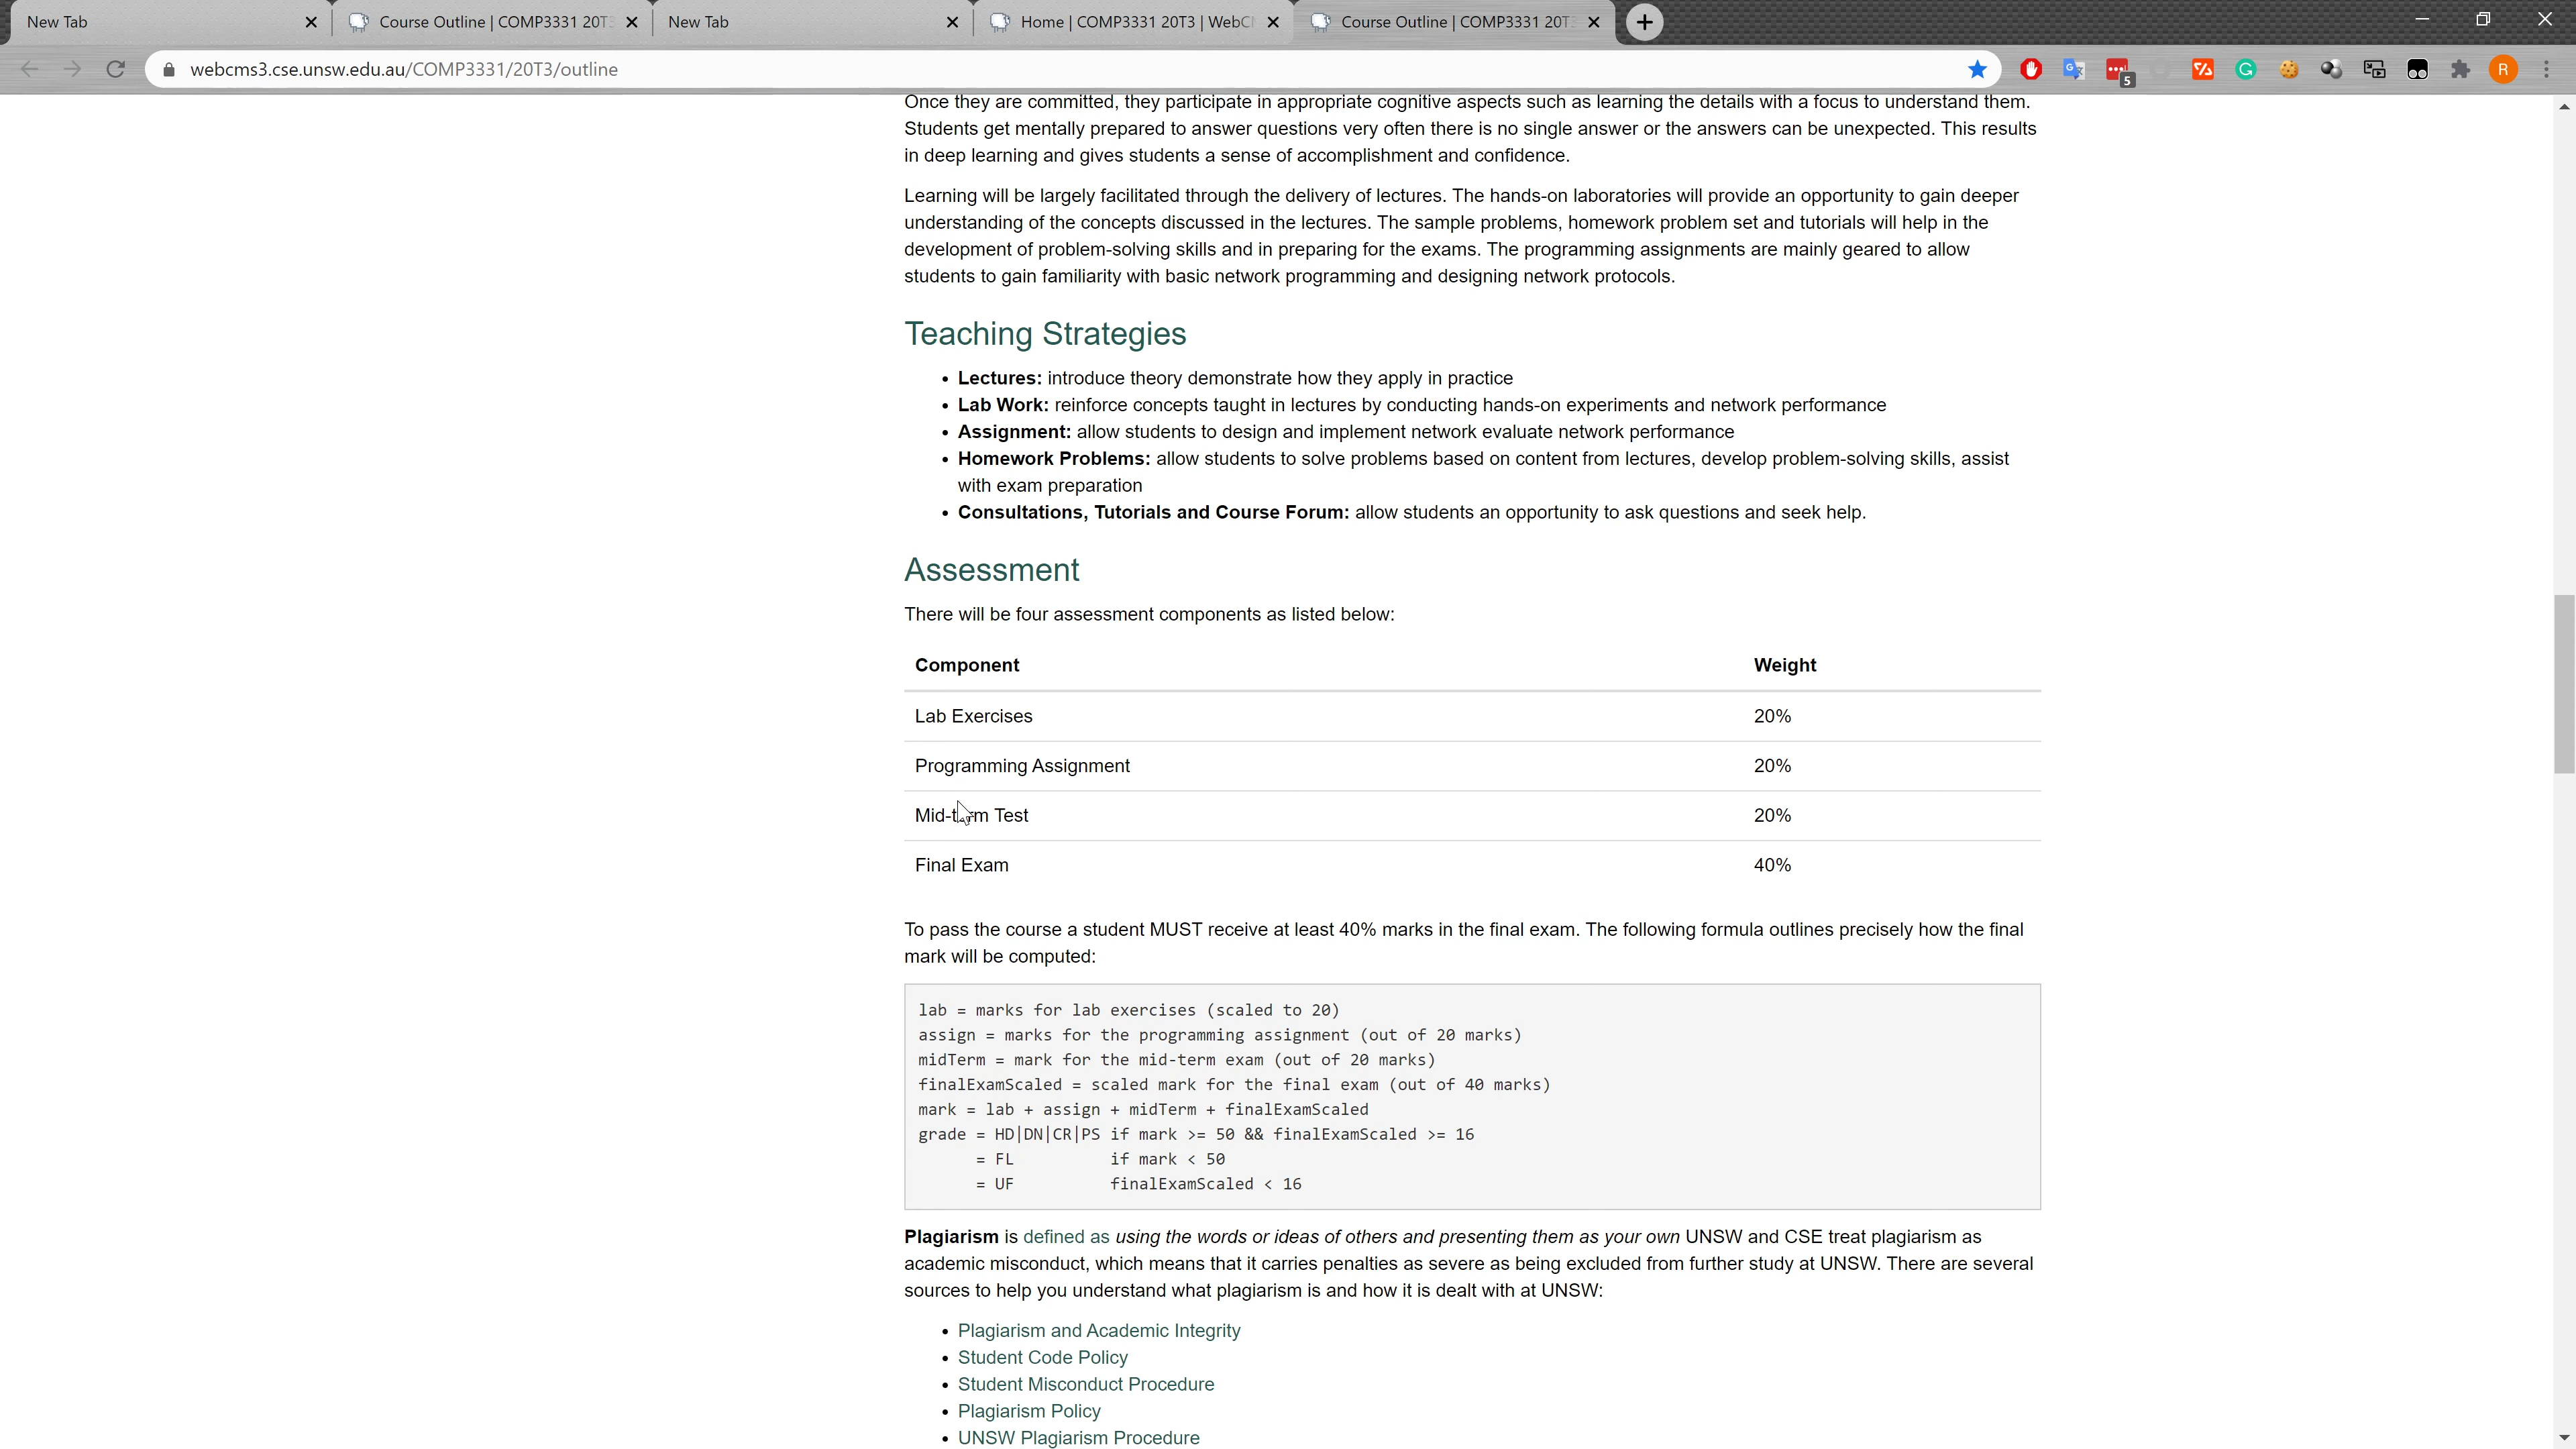 New Tab
Course Outline | COMP3331 20T3
New Tab
Home | COMP3331 20T3 | WebC
Course Outline | COMP3331 20T3
webcms3.cse.unsw.edu.au/COMP3331/20T3/outline
5
R
Once they are committed, they participate in appropriate cognitive aspects such as learning the details with a focus to understand them.
Students get mentally prepared to answer questions very often there is no single answer or the answers can be unexpected. This results
in deep learning and gives students a sense of accomplishment and confidence.
Learning will be largely facilitated through the delivery of lectures. The hands-on laboratories will provide an opportunity to gain deeper
understanding of the concepts discussed in the lectures. The sample problems, homework problem set and tutorials will help in the
development of problem-solving skills and in preparing for the exams. The programming assignments are mainly geared to allow
students to gain familiarity with basic network programming and designing network protocols.
Teaching Strategies
• Lectures: introduce theory demonstrate how they apply in practice
• Lab Work: reinforce concepts taught in lectures by conducting hands-on experiments and network performance
• Assignment: allow students to design and implement network evaluate network performance
• Homework Problems: allow students to solve problems based on content from lectures, develop problem-solving skills, assist
with exam preparation
• Consultations, Tutorials and Course Forum: allow students an opportunity to ask questions and seek help.
Assessment
There will be four assessment components as listed below:
Component Weight
Lab Exercises 20%
Programming Assignment 20%
Mid-term Test 20%
Final Exam 40%
To pass the course a student MUST receive at least 40% marks in the final exam. The following formula outlines precisely how the final
mark will be computed:
lab = marks for lab exercises (scaled to 20)
assign = marks for the programming assignment (out of 20 marks)
midTerm = mark for the mid-term exam (out of 20 marks)
finalExamScaled = scaled mark for the final exam (out of 40 marks)
mark = lab + assign + midTerm + finalExamScaled
grade = HD|DN|CR|PS if mark >= 50 && finalExamScaled >= 16
= FL if mark < 50
= UF finalExamScaled < 16
Plagiarism is defined as using the words or ideas of others and presenting them as your own UNSW and CSE treat plagiarism as
academic misconduct, which means that it carries penalties as severe as being excluded from further study at UNSW. There are several
sources to help you understand what plagiarism is and how it is dealt with at UNSW:
• Plagiarism and Academic Integrity
• Student Code Policy
• Student Misconduct Procedure
• Plagiarism Policy
• UNSW Plagiarism Procedure